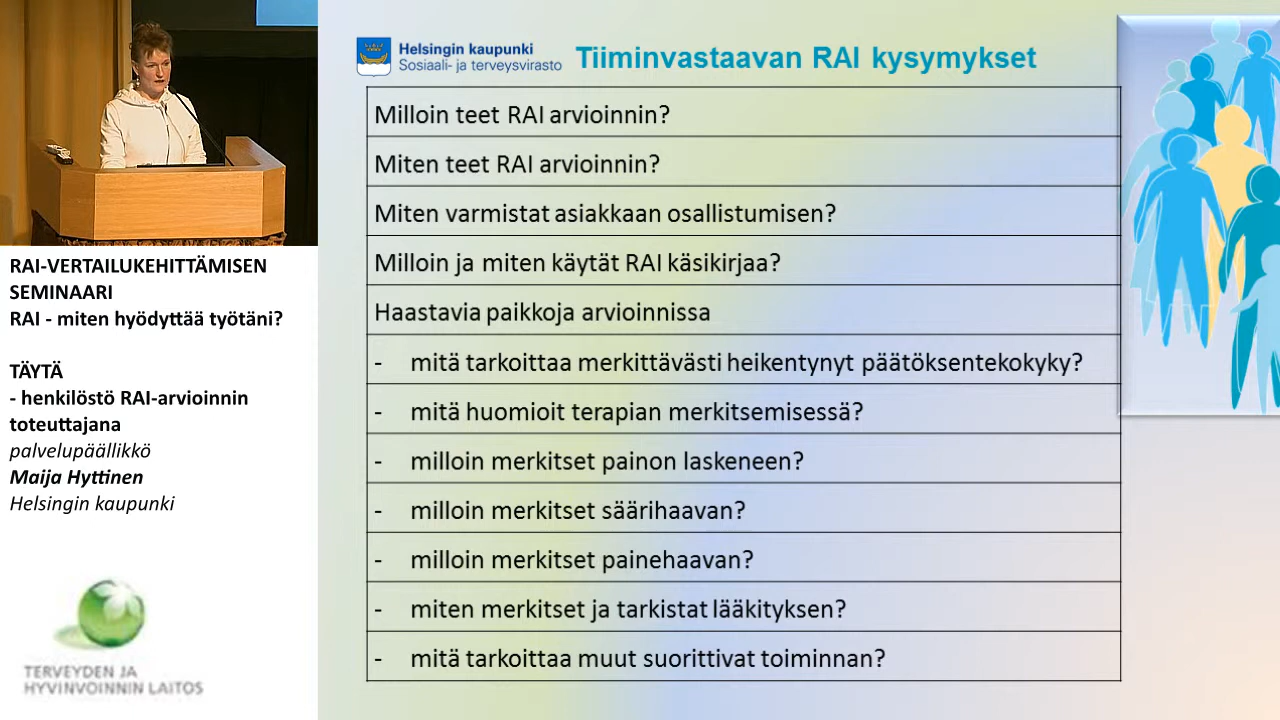 RAI-VERTAILUKEHITTÄMISEN
SEMINAARI
RAI - miten hyödyttää työtäni?
TÄYTÄ
- henkilöstö RAI-arvioinnin
toteuttajana
palvelupäällikkö
Maija Hyttinen
Helsingin kaupunki
TERVEYDEN JA
HYVINVOINNIN LAITOS
Helsingin kaupunki
Sosiaali- ja terveysvirasto
Tiiminvastaavan RAI kysymykset
Milloin teet RAI arvioinnin?
Miten teet RAI arvioinnin?
Miten varmistat asiakkaan osallistumisen?
Milloin ja miten käytät RAI käsikirjaa?
Haastavia paikkoja arvioinnissa
- mitä tarkoittaa merkittävästi heikentynyt päätöksentekokyky?
- mitä huomioit terapian merkitsemisessä?
- milloin merkitset painon laskeneen?
- milloin merkitset säärihaavan?
- milloin merkitset painehaavan?
- miten merkitset ja tarkistat lääkityksen?
- mitä tarkoittaa muut suorittivat toiminnan?